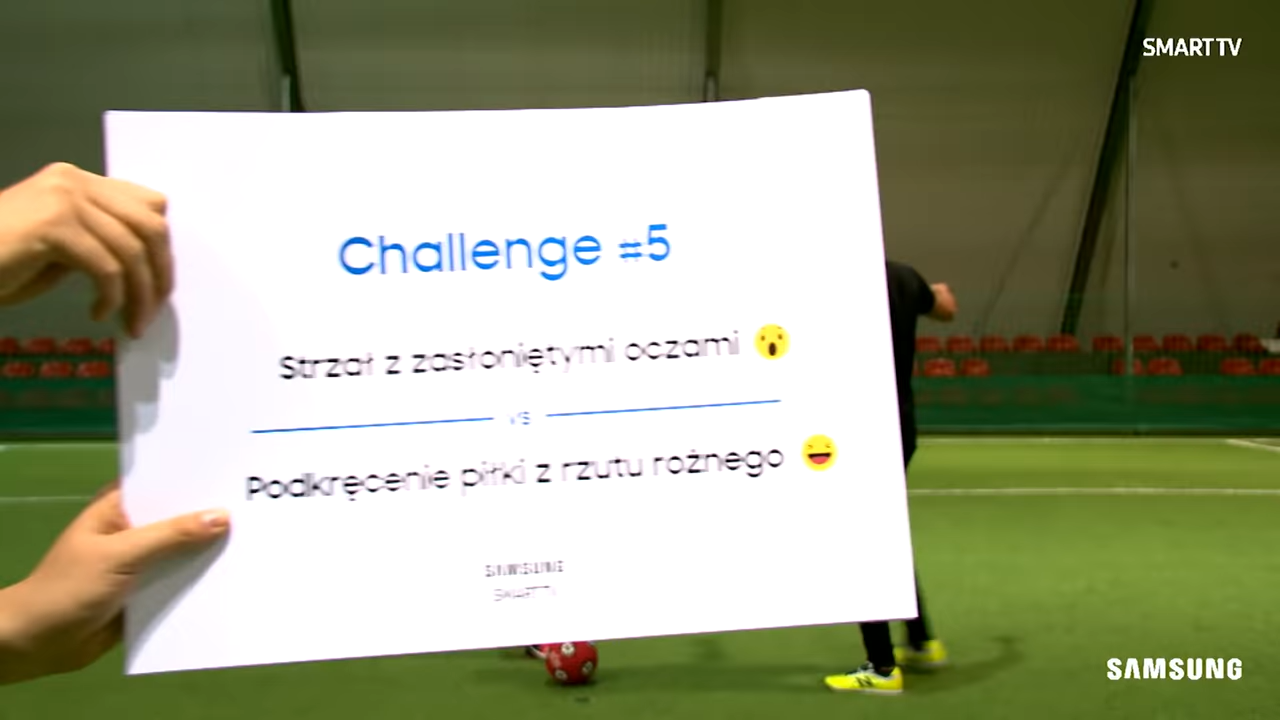 SMART TV
Challenge #5
Strzał z zasłoniętymi oczami 😮
vs
Podkręcenie piłki z rzutu rożnego 😄
SAMSUNG
SMART TV
SAMSUNG